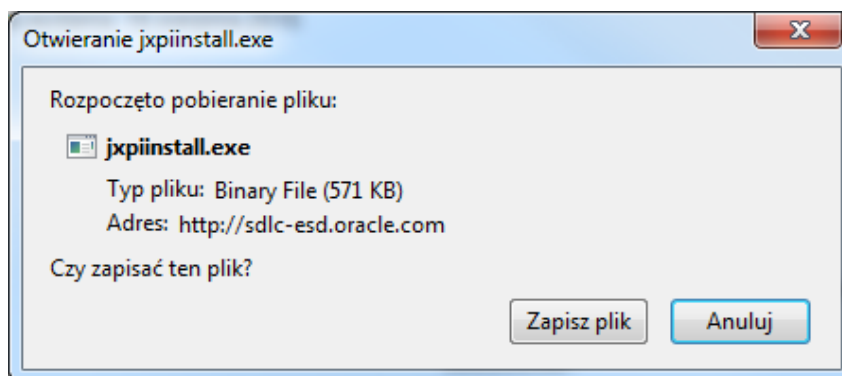 Otwieranie jxpiinstall.exe
Rozpoczęto pobieranie pliku:
jxpiinstall.exe
Typ pliku: Binary File (571 KB)
Adres: http://sdlc-esd.oracle.com
Czy zapisać ten plik?
Zapisz plik Anuluj